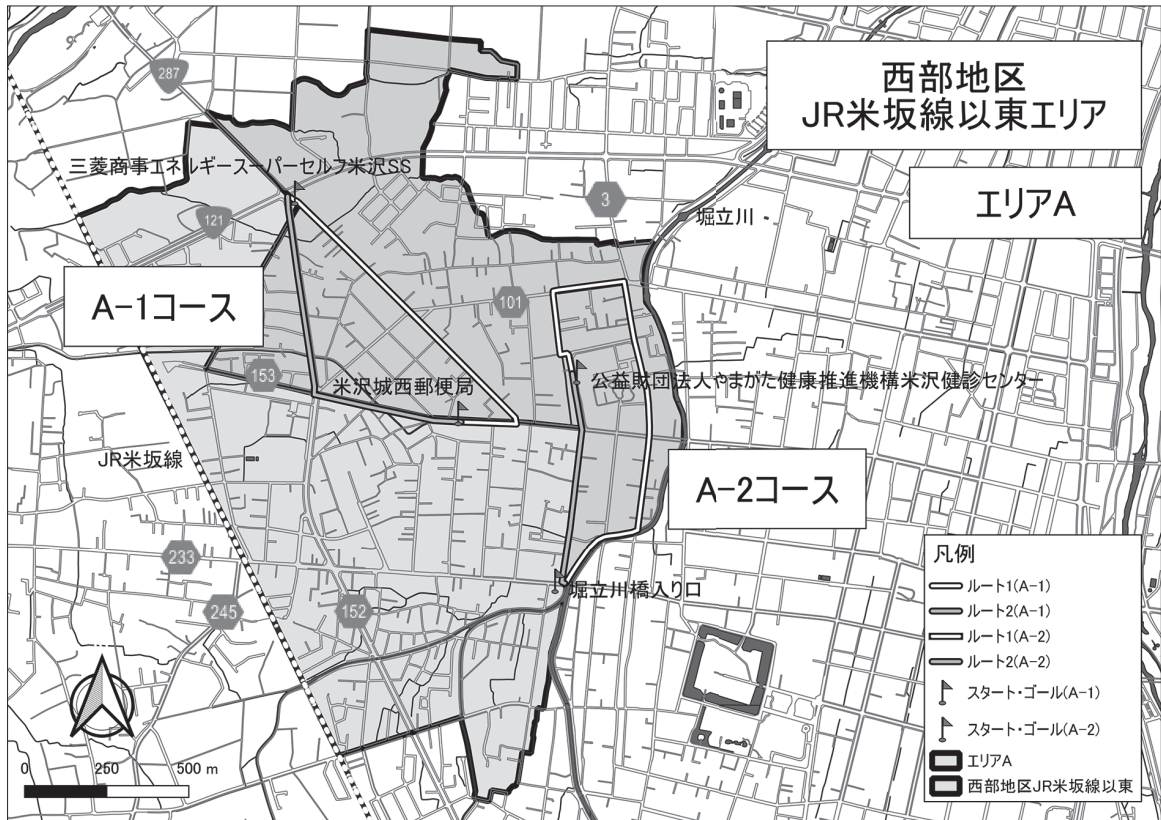 西部地区
JR米坂線以東エリア
エリアA
287
三菱商事エネルギースーパーセルフ米沢SS
3
121
堀立川
A-1コース
101
153
米沢城西郵便局
公益財団法人やまがた健康推進機構米沢健診センター
JR米坂線
A-2コース
233
245
152
堀立川橋入り口
0 250 500 m
凡例
ルート1(A-1)
ルート2(A-1)
ルート1(A-2)
ルート2(A-2)
スタート・ゴール(A-1)
スタート・ゴール(A-2)
エリアA
西部地区JR米坂線以東